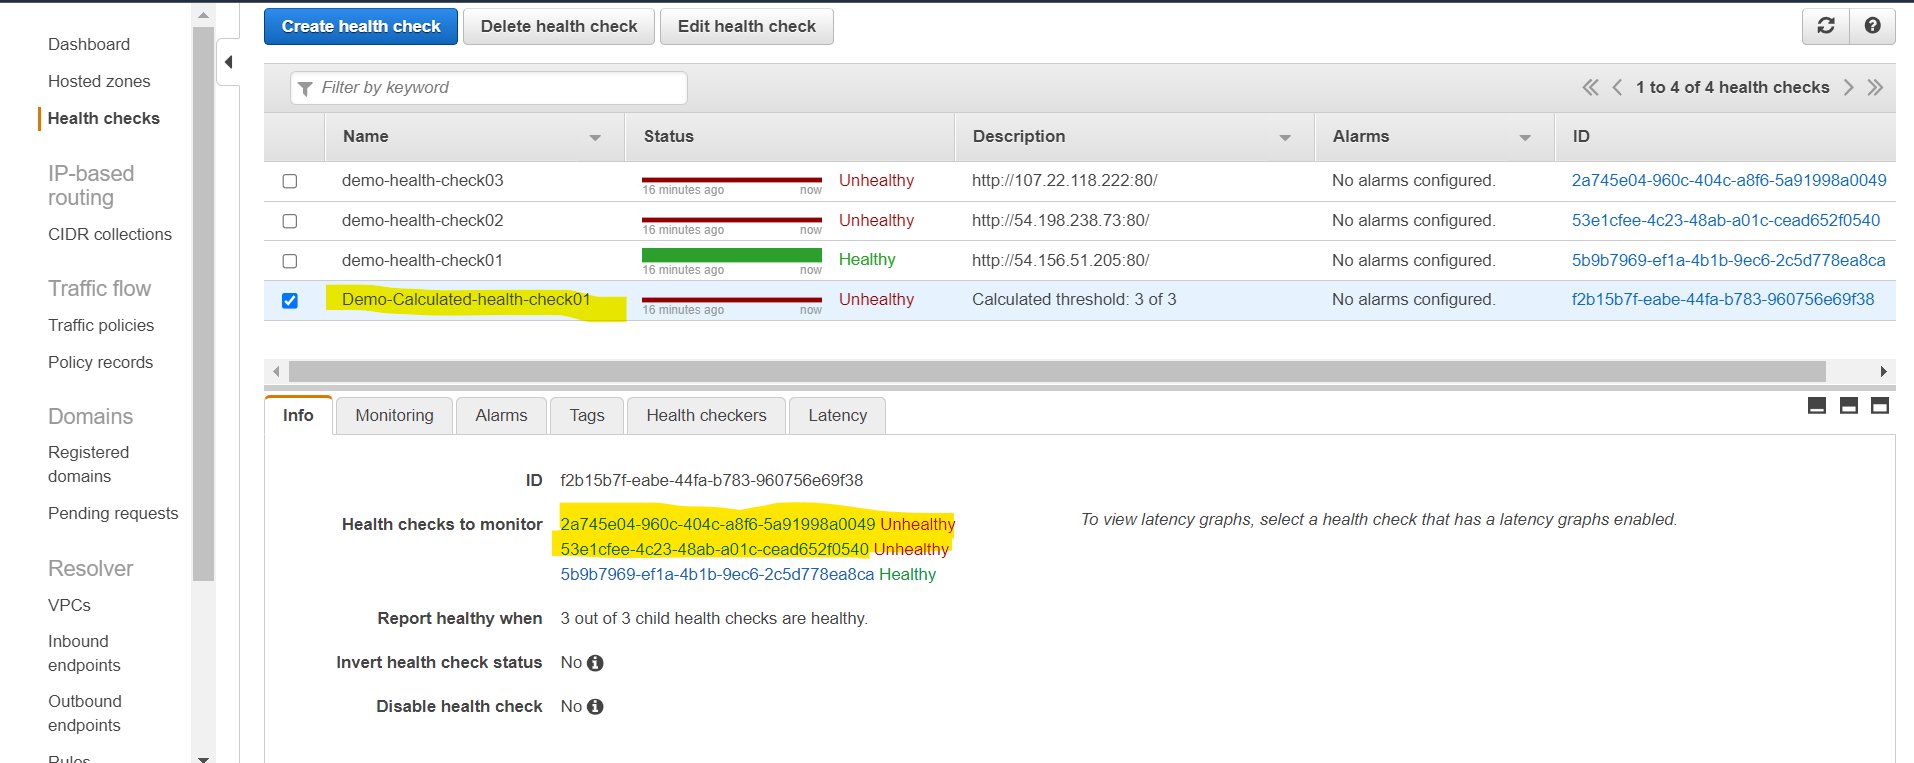 Create health check
Delete health check
Edit health check
Dashboard
Hosted zones
Health checks
IP-based
routing
CIDR collections
Traffic flow
Traffic policies
Policy records
Domains
Registered
domains
Pending requests
Resolver
VPCs
Inbound
endpoints
Outbound
endpoints
Rules
Filter by keyword
1 to 4 of 4 health checks
Name Status Description Alarms ID
demo-health-check03 16 minutes ago now Unhealthy http://107.22.118.222:80/ No alarms configured. 2a745e04-960c-404c-a8f6-5a91998a0049
demo-health-check02 16 minutes ago now Unhealthy http://54.198.238.73:80/ No alarms configured. 53e1cfee-4c23-48ab-a01c-cead652f0540
demo-health-check01 16 minutes ago now Healthy http://54.156.51.205:80/ No alarms configured. 5b9b7969-ef1a-4b1b-9ec6-2c5d778ea8ca
Demo-Calculated-health-check01 16 minutes ago now Unhealthy Calculated threshold: 3 of 3 No alarms configured. f2b15b7f-eabe-44fa-b783-960756e69f38
Info Monitoring Alarms Tags Health checkers Latency
ID f2b15b7f-eabe-44fa-b783-960756e69f38
Health checks to monitor 2a745e04-960c-404c-a8f6-5a91998a0049 Unhealthy
53e1cfee-4c23-48ab-a01c-cead652f0540 Unhealthy
5b9b7969-ef1a-4b1b-9ec6-2c5d778ea8ca Healthy
Report healthy when 3 out of 3 child health checks are healthy.
Invert health check status No
Disable health check No
To view latency graphs, select a health check that has a latency graphs enabled.